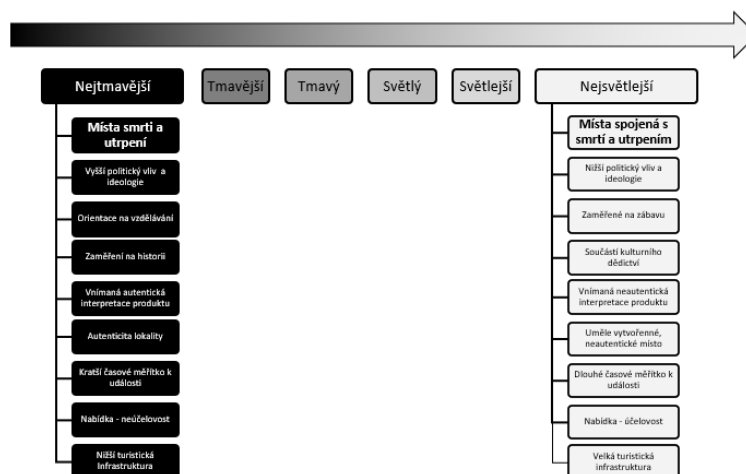 Nejtmavější
Tmavější
Tmavý
Světlý
Světlejší
Nejsvětlejší
Místa smrti a
utrpení
Vyšší politický vliv a
ideologie
Orientace na vzdělávání
Zaměření na historii
Vnímaná autentická
interpretace produktu
Autenticita lokality
Kratší časové měřítko k
události
Nabídka - neúčelovost
Nižší turistická
Infrastruktura
Místa spojená s
smrtí a utrpením
Nižší politický vliv a
ideologie
Zaměřené na zábavu
Součástí kulturního
dědictví
Vnímaná neautentická
interpretace produktu
Uměle vytvořenné,
neautentické místo
Dlouhé časové měřítko k
události
Nabídka - účelovost
Velká turistická
infrastruktura